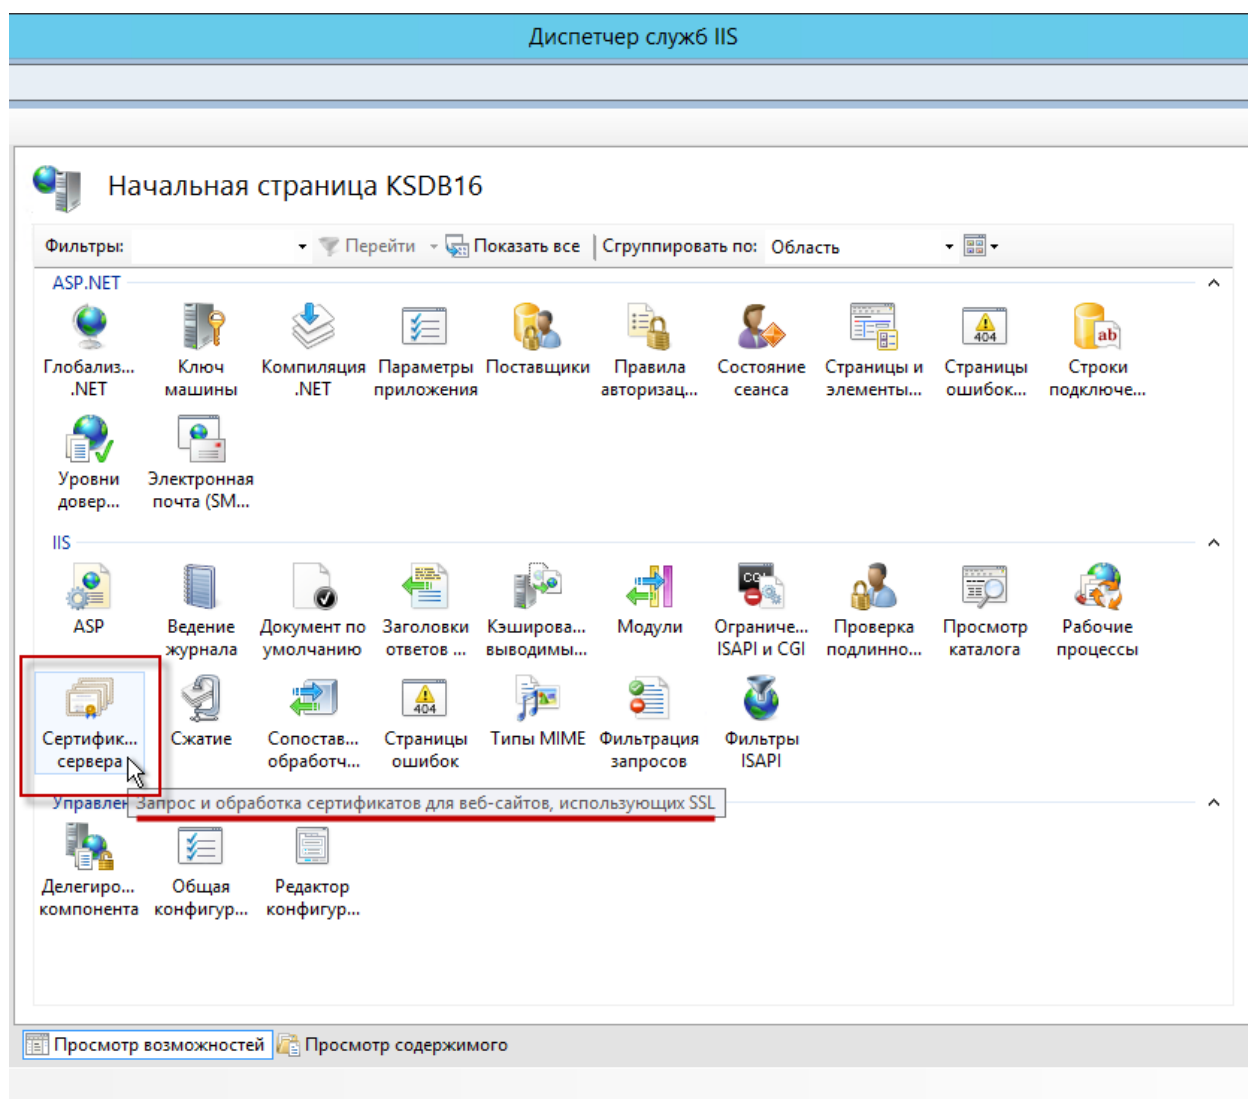 Диспетчер служб IIS
Начальная страница KSDB16
Фильтры: Перейти Показать все Сгруппировать по: Область
ASP.NET
Глобализ... Ключ Компиляция Параметры Поставщики Правила Состояние Страницы и Страницы Строки
.NET машины .NET приложения авторизац... сеанса элементы... ошибок... подключе...
Уровни Электронная
довер... почта (SM...
IIS
ASP Ведение Документ по Заголовки Кэширова... Модули Ограниче... Проверка Просмотр Рабочие
журнала умолчанию ответов ... выводимы... ISAPI и CGI подлинно... каталога процессы
Сертифик... Сжатие Сопостав... Страницы Типы MIME Фильтрация Фильтры
сервера обработч... ошибок запросов ISAPI
Управлен Запрос и обработка сертификатов для веб-сайтов, использующих SSL
Делегиро... Общая Редактор
компонента конфигур... конфигур...
Просмотр возможностей Просмотр содержимого